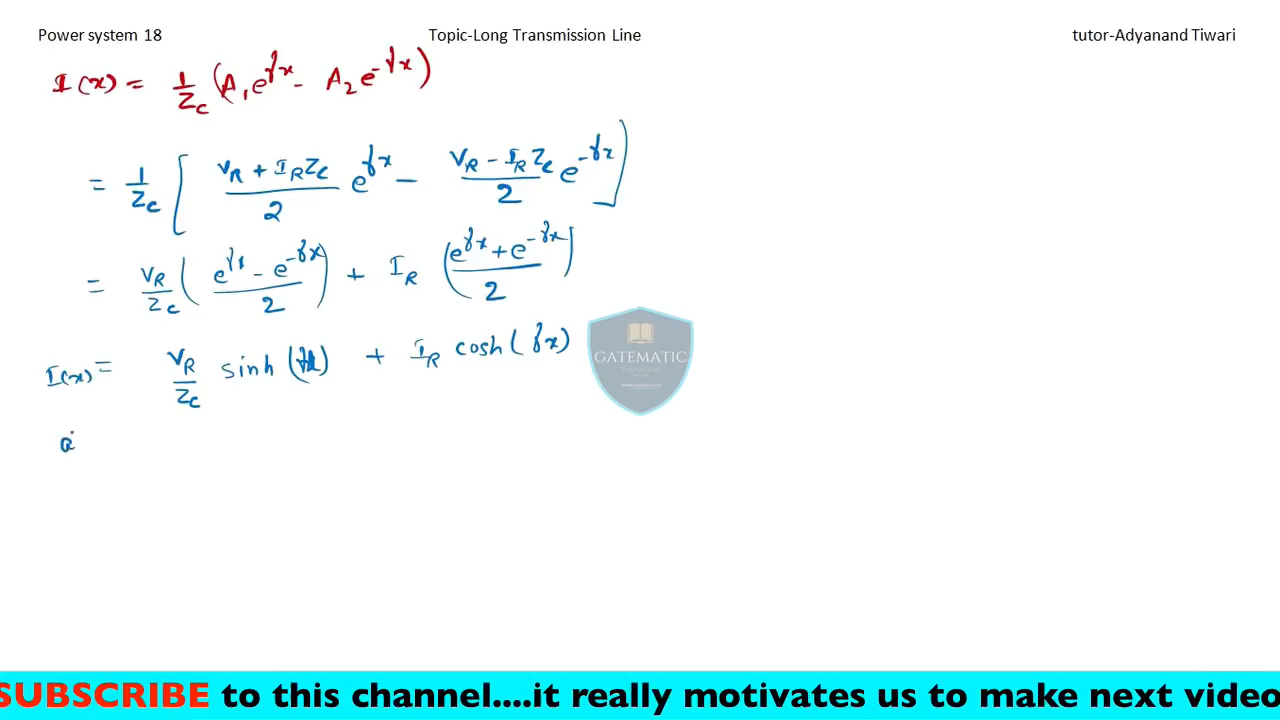 Power system 18 Topic-Long Transmission Line tutor-Adyanand Tiwari
I(x) = 1/Zc (A₁e^γx - A₂e^-γx)
= 1/Zc [ (VR + IRZc)/2 e^γx - (VR - IRZc)/2 e^-γx ]
= VR/Zc ( (e^γx - e^-γx)/2 ) + IR ( (e^γx + e^-γx)/2 )
I(x) = VR/Zc sinh(γx) + IR cosh(γx)
a
GATEMATIC
SUBSCRIBE to this channel....it really motivates us to make next video